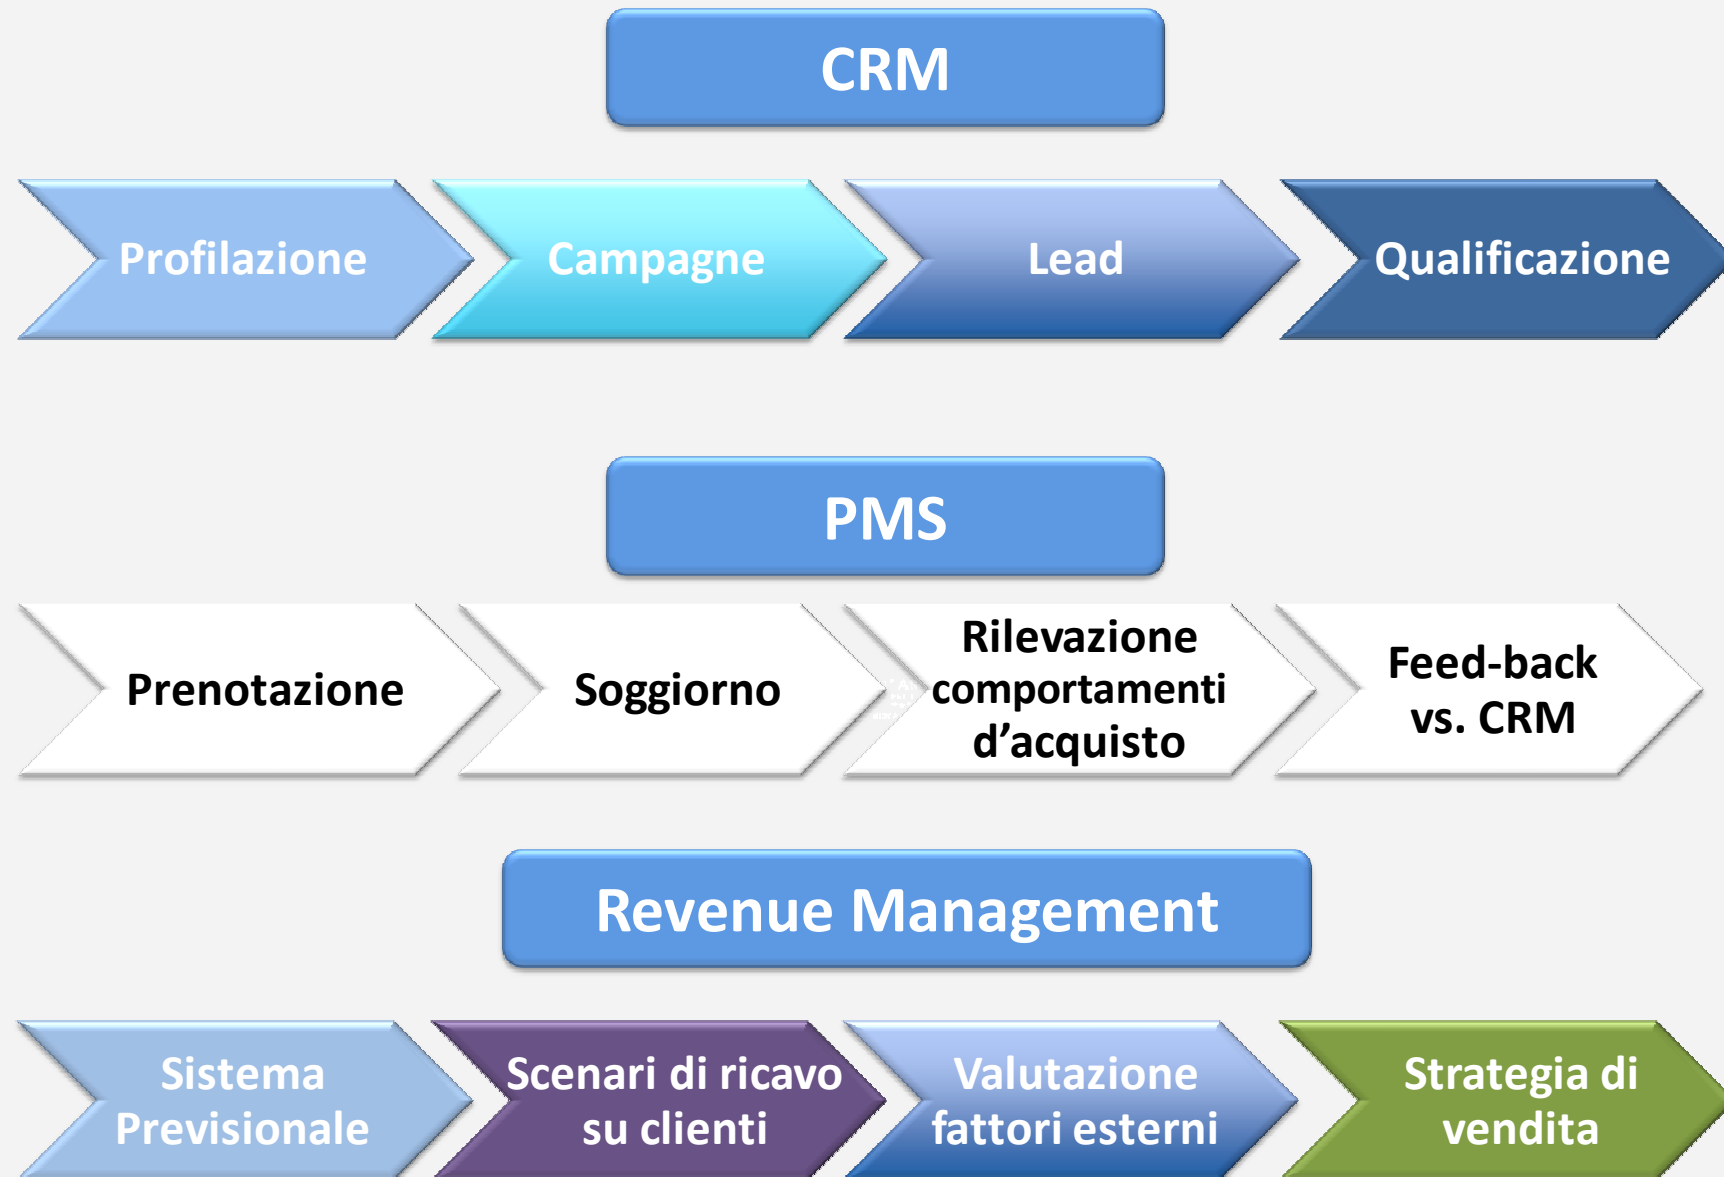 CRM
Profilazione
Campagne
Lead
Qualificazione
PMS
Prenotazione
Soggiorno
Rilevazione
comportamenti
d’acquisto
Feed-back
vs. CRM
Revenue Management
Sistema
Previsionale
Scenari di ricavo
su clienti
Valutazione
fattori esterni
Strategia di
vendita